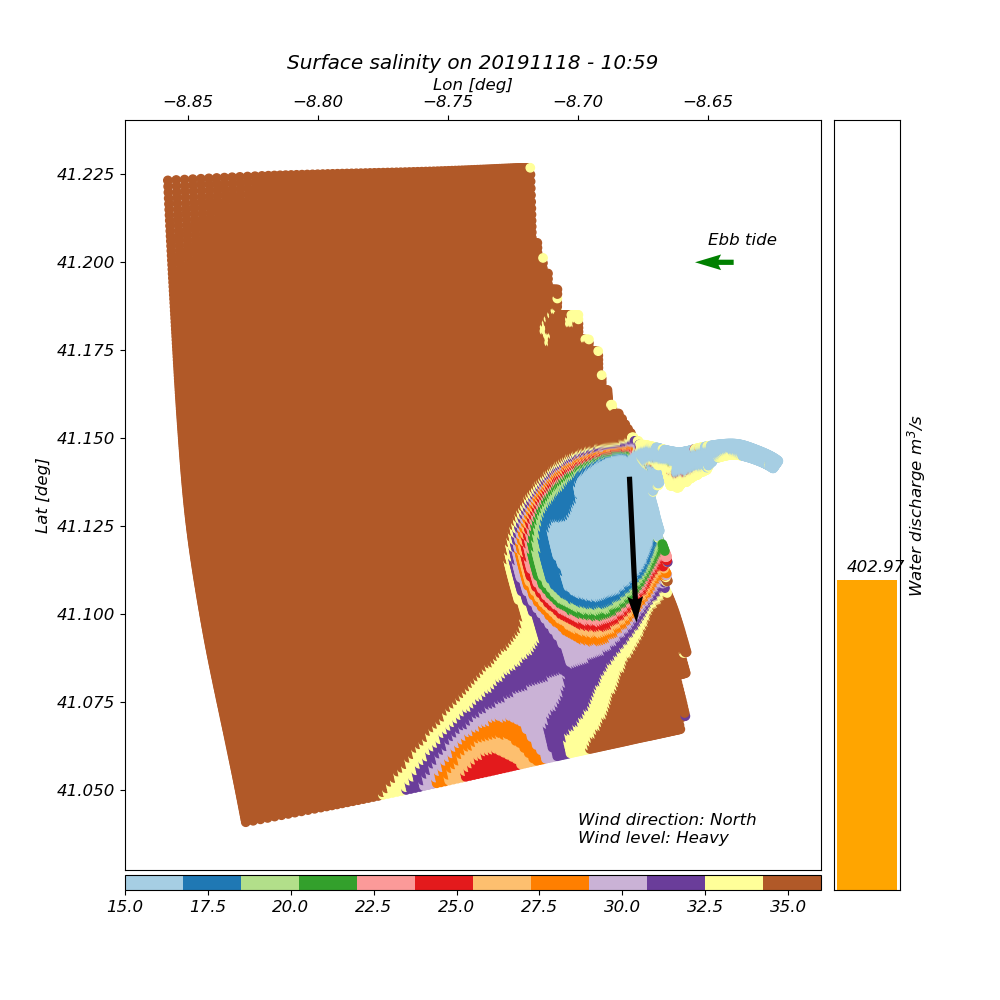 Surface salinity on 20191118 - 10:59
Lon [deg]
−8.85 −8.80 −8.75 −8.70 −8.65
41.225
41.200
41.175
41.150
41.125
41.100
41.075
41.050
Lat [deg]
Ebb tide
Wind direction: North
Wind level: Heavy
402.97
Water discharge m³/s
15.0 17.5 20.0 22.5 25.0 27.5 30.0 32.5 35.0